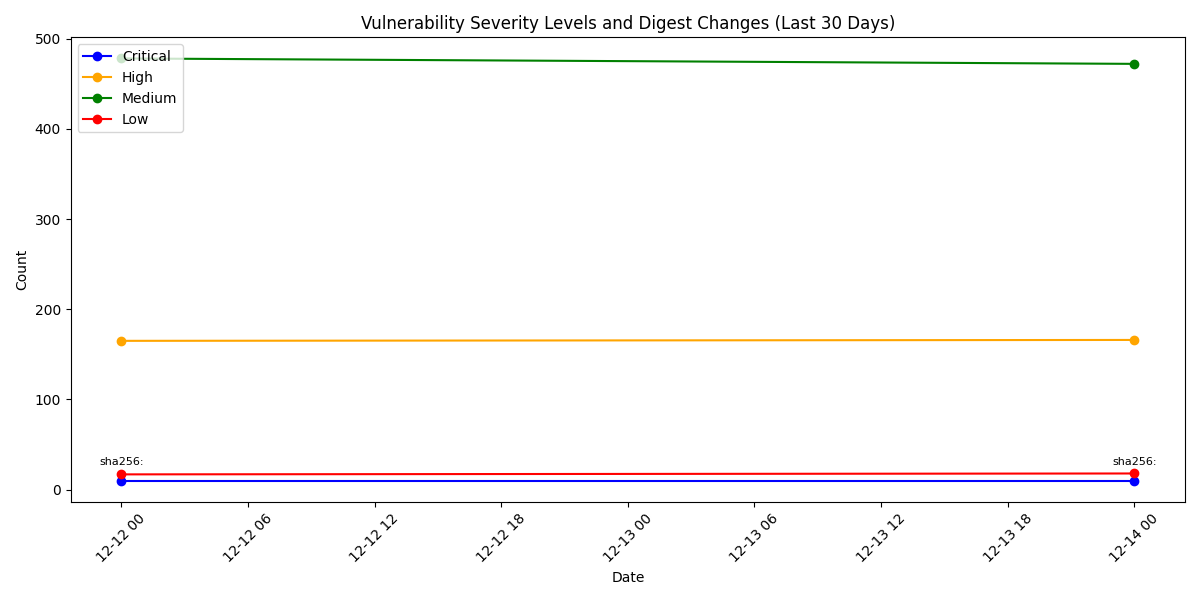 Vulnerability Severity Levels and Digest Changes (Last 30 Days)
Critical
High
Medium
Low
500
400
300
200
100
0
Count
sha256:
sha256:
12-12 00
12-12 06
12-12 12
12-12 18
12-13 00
12-13 06
12-13 12
12-13 18
12-14 00
Date